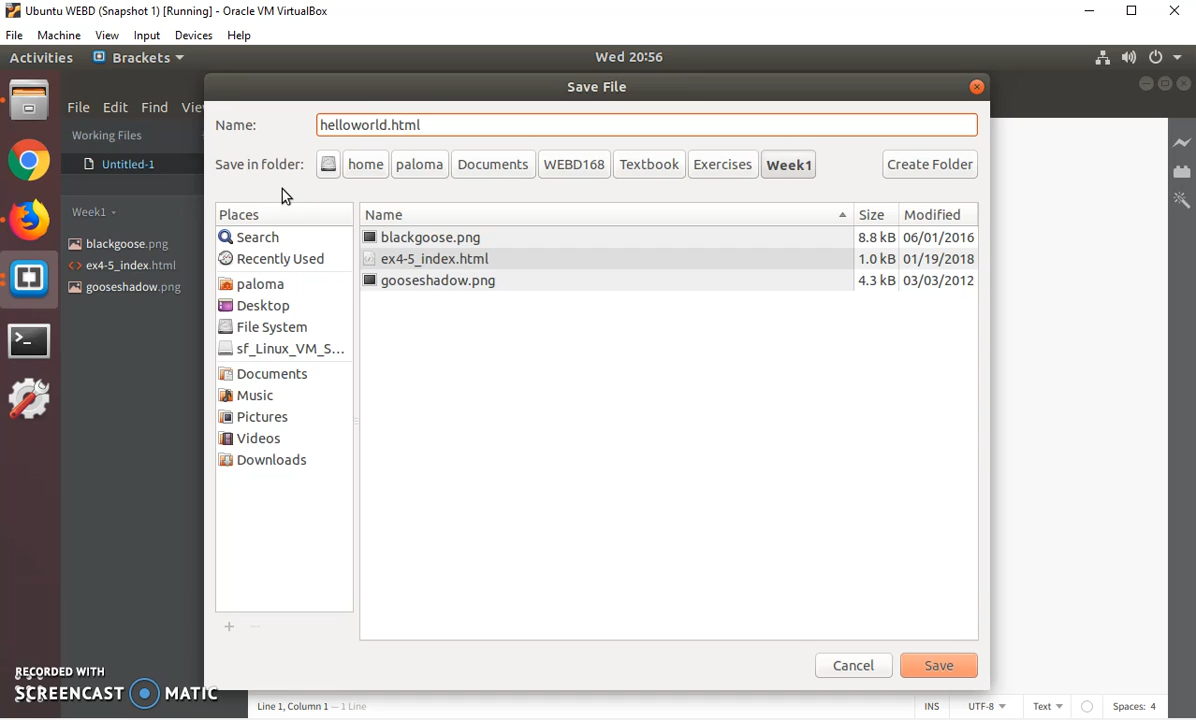 Ubuntu WEBD (Snapshot 1) [Running] - Oracle VM VirtualBox
File Machine View Input Devices Help
Activities Brackets Wed 20:56
Save File
File Edit Find
Working Files
Untitled-1
Week1
blackgoose.png
ex4-5_index.html
gooseshadow.png
Name: helloworld.html
Save in folder: home paloma Documents WEBD168 Textbook Exercises Week1 Create Folder
Places
Search
Recently Used
paloma
Desktop
File System
sf_Linux_VM_S...
Documents
Music
Pictures
Videos
Downloads
Name Size Modified
blackgoose.png 8.8 kB 06/01/2016
ex4-5_index.html 1.0 kB 01/19/2018
gooseshadow.png 4.3 kB 03/03/2012
Cancel Save
RECORDED WITH
SCREENCAST MATIC
Line 1, Column 1 — 1 Line INS UTF-8 Text Spaces: 4